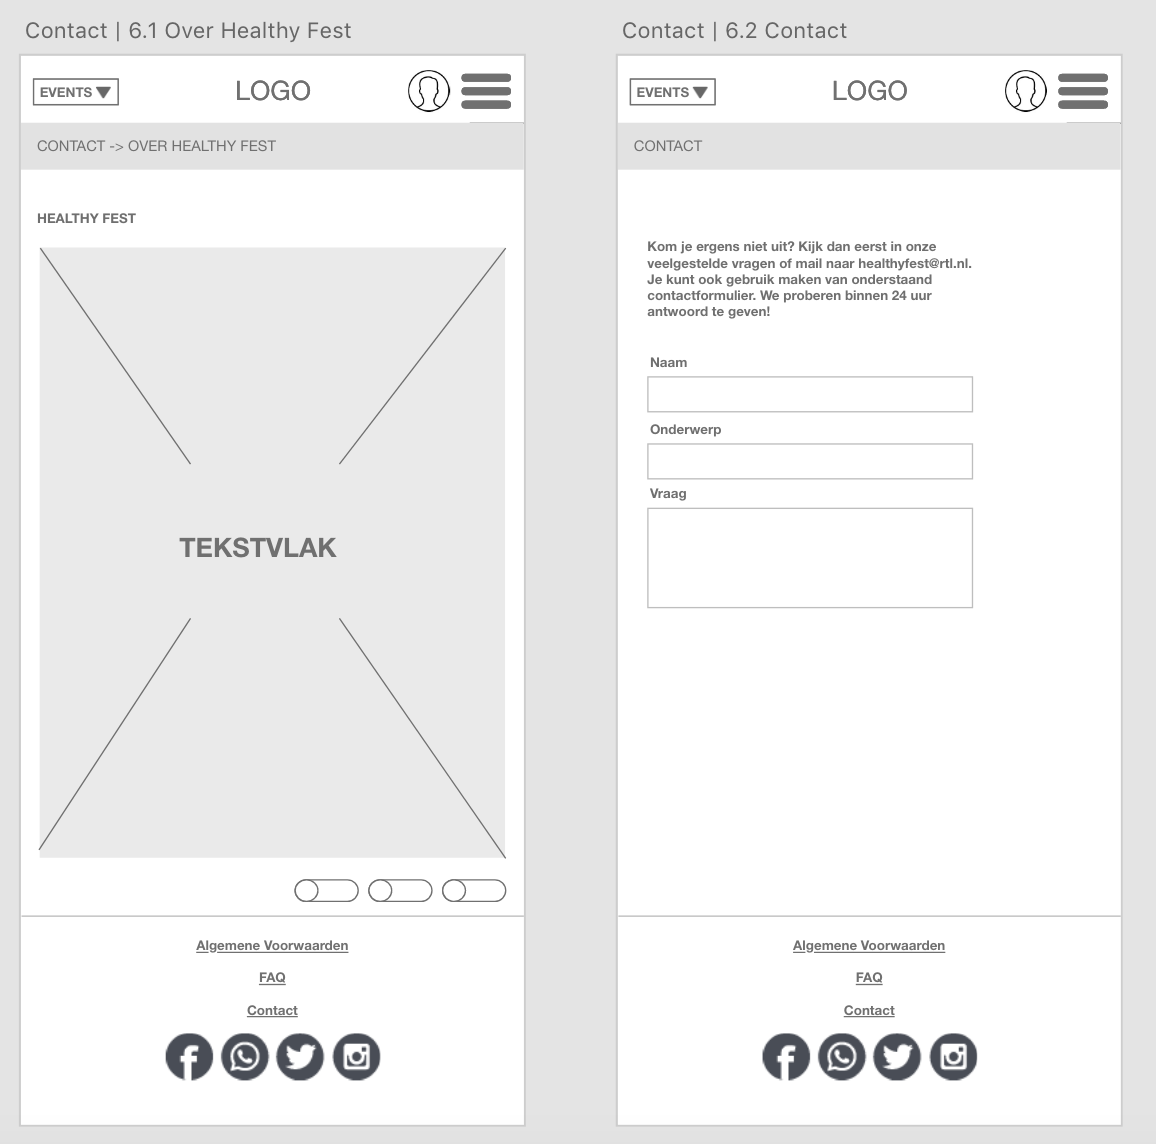 Contact | 6.1 Over Healthy Fest
EVENTS
LOGO
CONTACT -> OVER HEALTHY FEST
HEALTHY FEST
TEKSTVLAK
Algemene Voorwaarden
FAQ
Contact
Contact | 6.2 Contact
EVENTS
LOGO
CONTACT
Kom je ergens niet uit? Kijk dan eerst in onze
veelgestelde vragen of mail naar healthyfest@rtl.nl.
Je kunt ook gebruik maken van onderstaand
contactformulier. We proberen binnen 24 uur
antwoord te geven!
Naam
Onderwerp
Vraag
Algemene Voorwaarden
FAQ
Contact